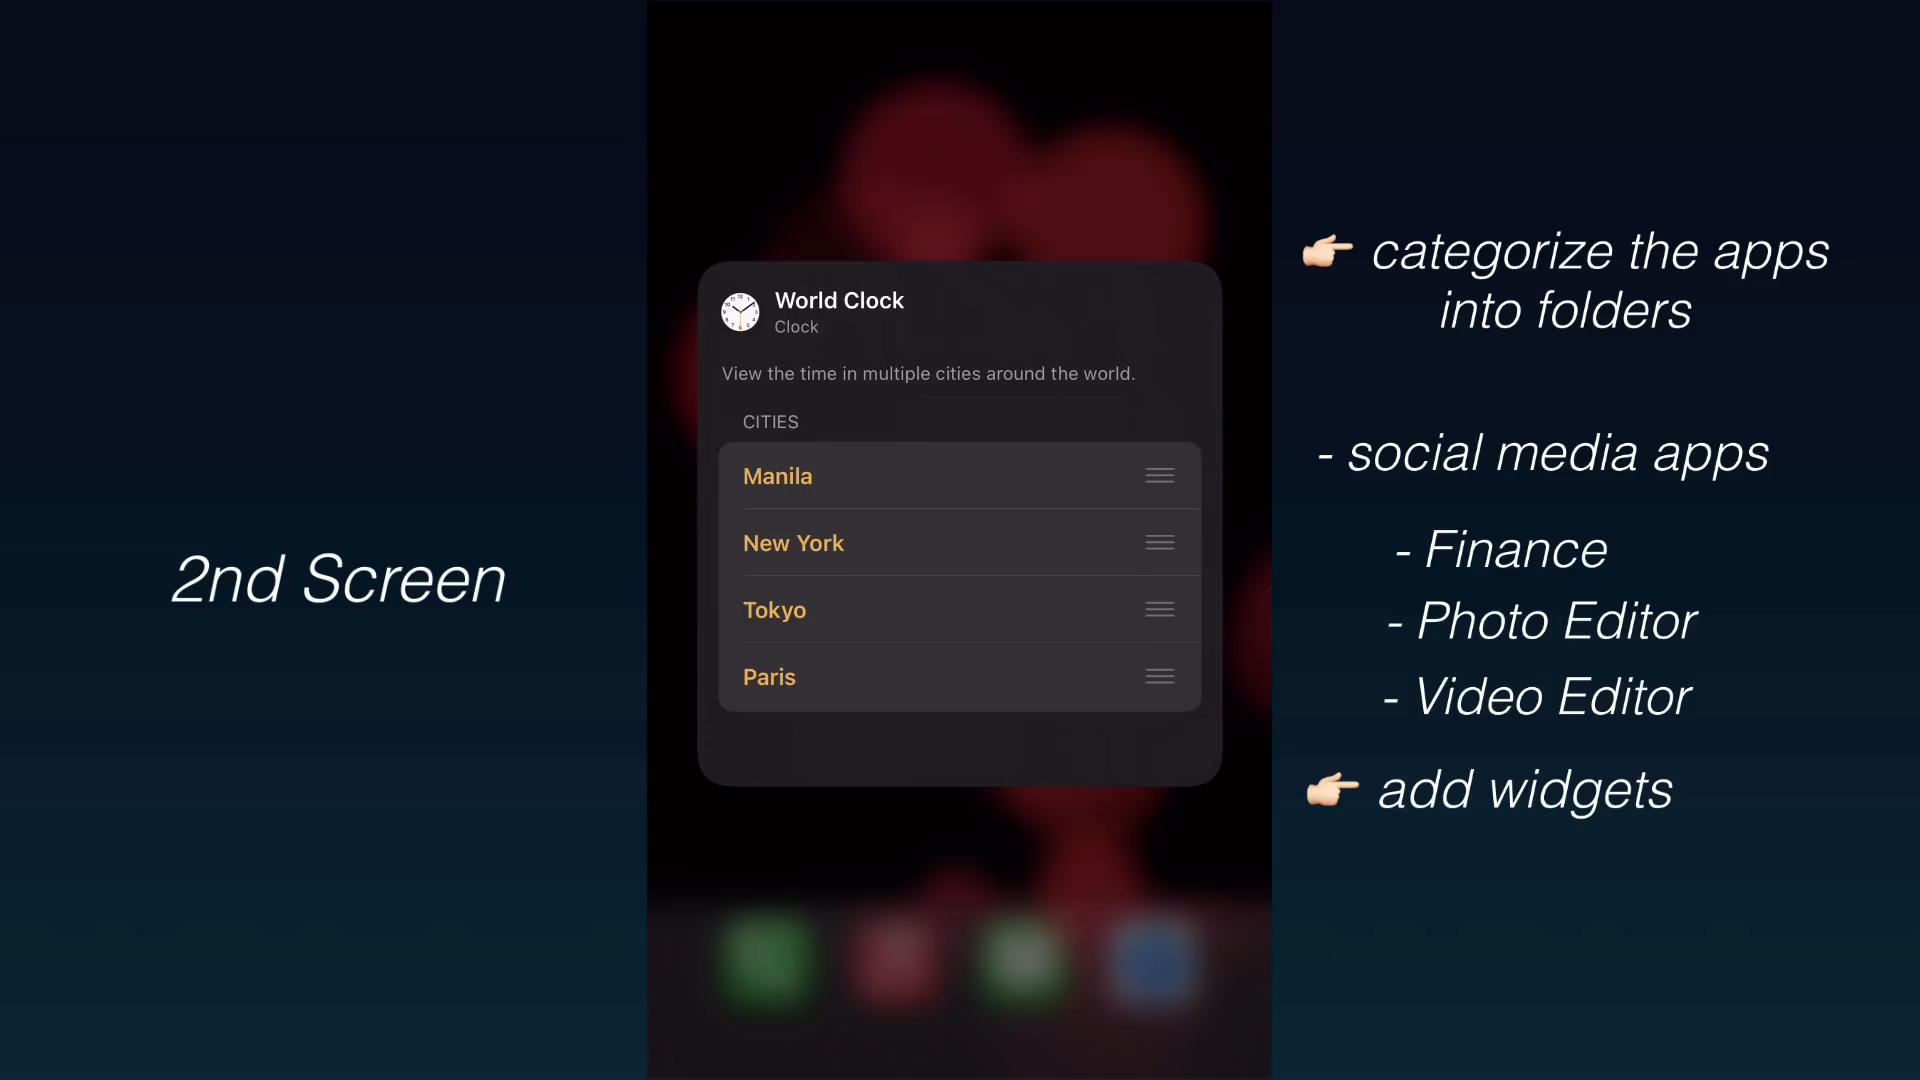 2nd Screen
World Clock
Clock
View the time in multiple cities around the world.
CITIES
Manila
New York
Tokyo
Paris
👉🏻 categorize the apps
into folders
- social media apps
- Finance
- Photo Editor
- Video Editor
👉🏻 add widgets